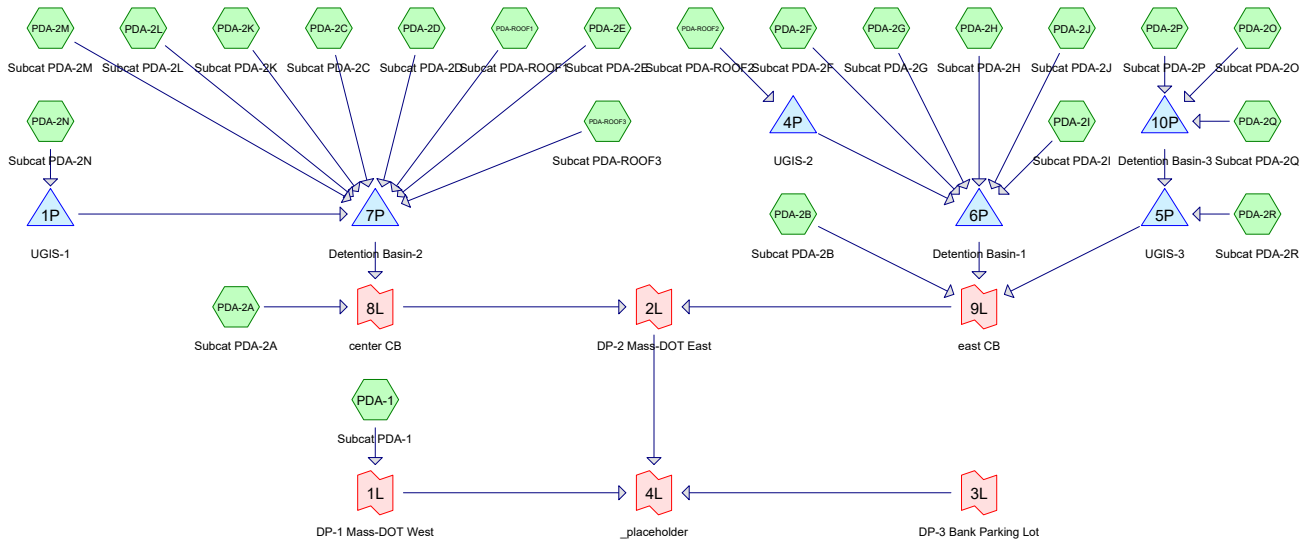 PDA-2M PDA-2L PDA-2K PDA-2C PDA-2D PDA-ROOF1 PDA-2E PDA-ROOF2 PDA-2F PDA-2G PDA-2H PDA-2J PDA-2P PDA-2O
Subcat PDA-2M Subcat PDA-2L Subcat PDA-2K Subcat PDA-2C Subcat PDA-2D Subcat PDA-ROOF1 Subcat PDA-2E Subcat PDA-ROOF2 Subcat PDA-2F Subcat PDA-2G Subcat PDA-2H Subcat PDA-2J Subcat PDA-2P Subcat PDA-2O
PDA-2N PDA-ROOF3 4P PDA-2I 10P PDA-2Q
Subcat PDA-2N Subcat PDA-ROOF3 UGIS-2 Subcat PDA-2I Detention Basin-3 Subcat PDA-2Q
1P 7P PDA-2B 6P 5P PDA-2R
UGIS-1 Detention Basin-2 Subcat PDA-2B Detention Basin-1 UGIS-3 Subcat PDA-2R
PDA-2A 8L 2L 9L
Subcat PDA-2A center CB DP-2 Mass-DOT East east CB
PDA-1
Subcat PDA-1
1L 4L 3L
DP-1 Mass-DOT West _placeholder DP-3 Bank Parking Lot